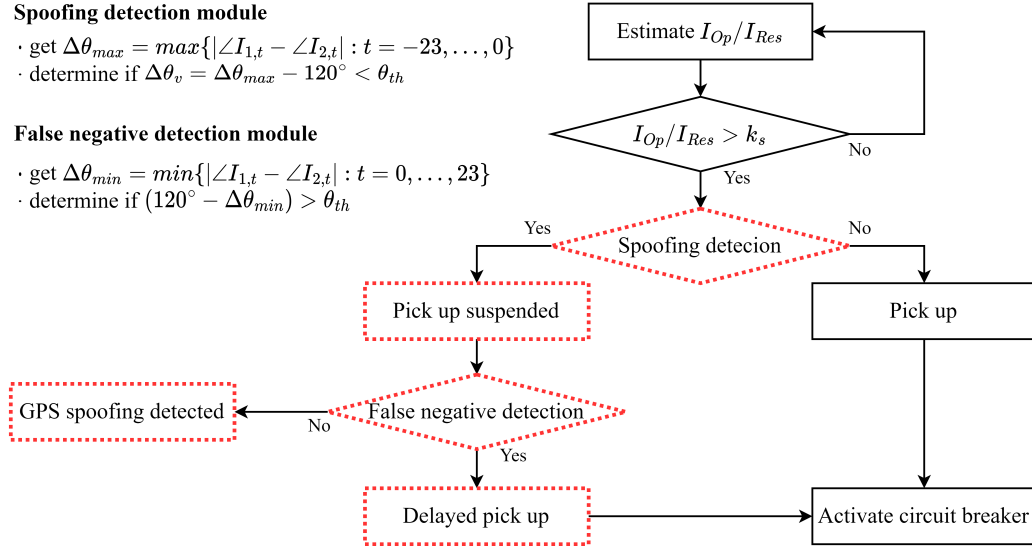 Spoofing detection module
· get Δθ_max = max{|∠I_{1,t} − ∠I_{2,t}| : t = −23, . . . , 0}
· determine if Δθ_v = Δθ_max − 120° < θ_th
False negative detection module
· get Δθ_min = min{|∠I_{1,t} − ∠I_{2,t}| : t = 0, . . . , 23}
· determine if (120° − Δθ_min) > θ_th
Estimate I_Op/I_Res
I_Op/I_Res > k_s
No
Yes
Spoofing detecion
Yes
No
Pick up suspended
Pick up
False negative detection
No
Yes
GPS spoofing detected
Delayed pick up
Activate circuit breaker